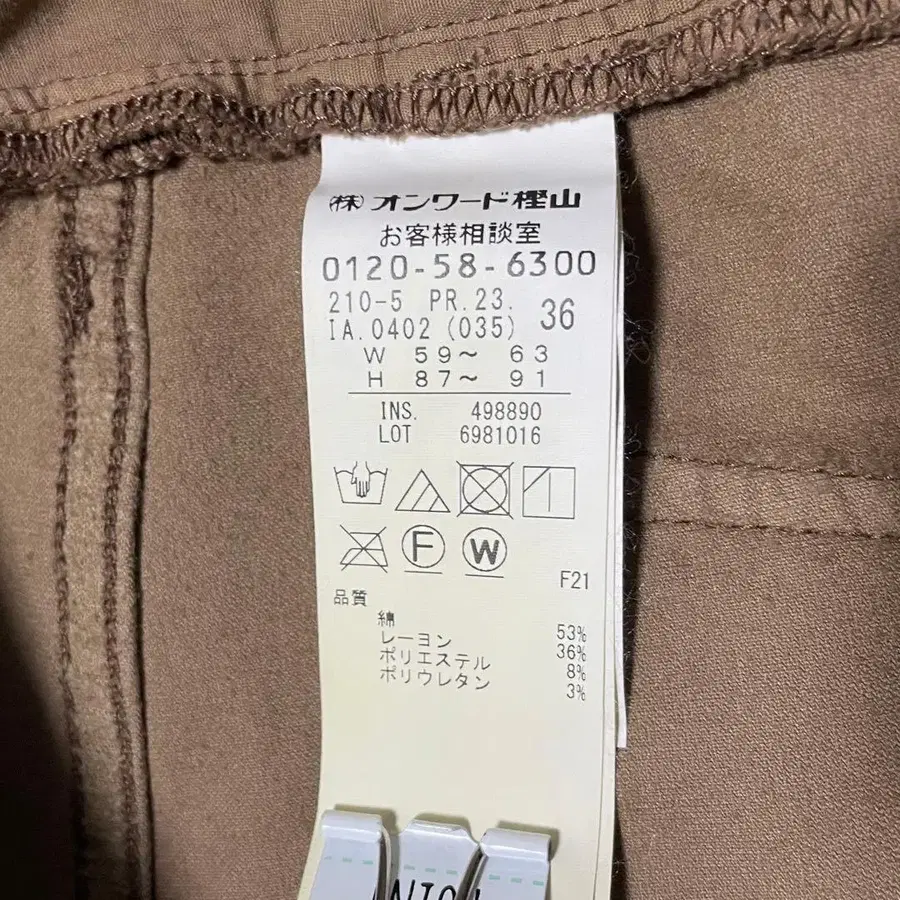 (株)オンワード樫山
お客様相談室
0120-58-6300
210-5 PR.23. 36
IA.0402 (035)
W 59～ 63
H 87～ 91
INS. 498890
LOT 6981016
F W
F21
品質
綿 53%
レーヨン 36%
ポリエステル 8%
ポリウレタン 3%